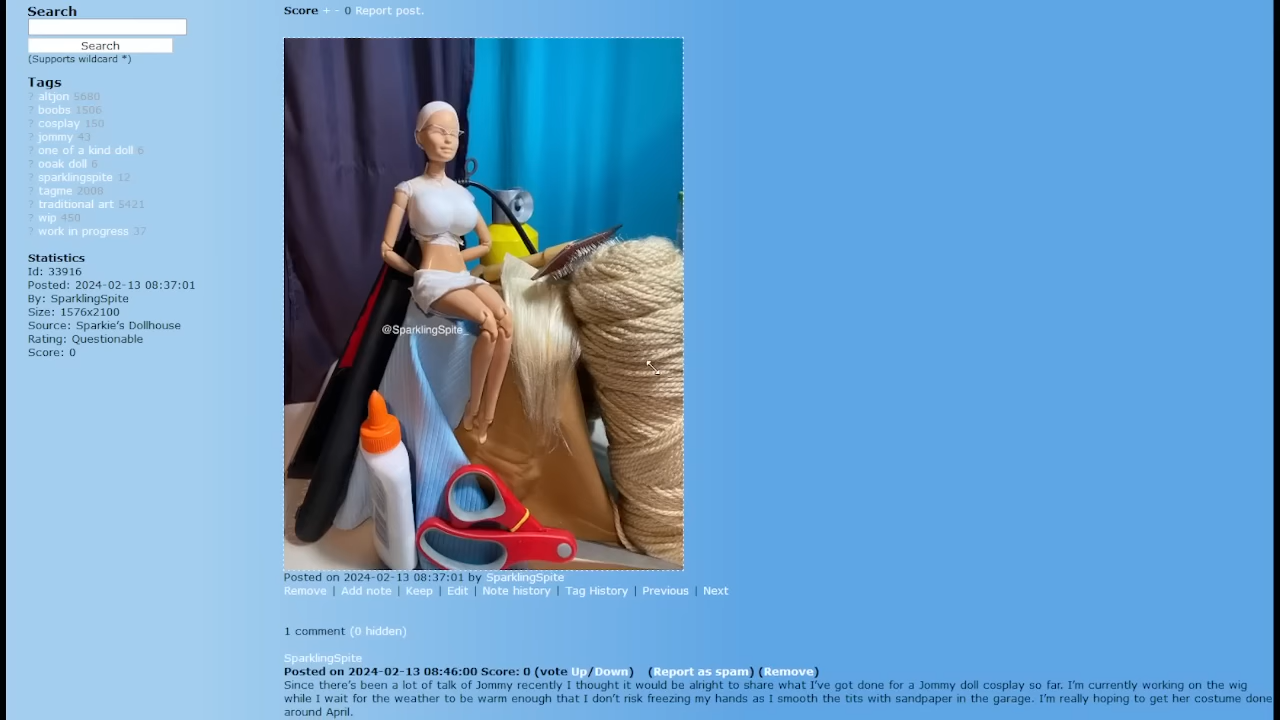 Search
Search
(Supports wildcard *)
Tags
? altjon 5680
? boobs 1506
? cosplay 150
? jommy 43
? one of a kind doll 6
? ooak doll 6
? sparklingspite 12
? tagme 2008
? traditional art 5421
? wip 450
? work in progress 37
Statistics
Id: 33916
Posted: 2024-02-13 08:37:01
By: SparklingSpite
Size: 1576x2100
Source: Sparkie's Dollhouse
Rating: Questionable
Score: 0
Score + - 0 Report post.
@SparklingSpite_
Posted on 2024-02-13 08:37:01 by SparklingSpite
Remove | Add note | Keep | Edit | Note history | Tag History | Previous | Next
1 comment (0 hidden)
SparklingSpite
Posted on 2024-02-13 08:46:00 Score: 0 (vote Up/Down) (Report as spam) (Remove)
Since there's been a lot of talk of Jommy recently I thought it would be alright to share what I've got done for a Jommy doll cosplay so far. I'm currently working on the wig
while I wait for the weather to be warm enough that I don't risk freezing my hands as I smooth the tits with sandpaper in the garage. I'm really hoping to get her costume done
around April.